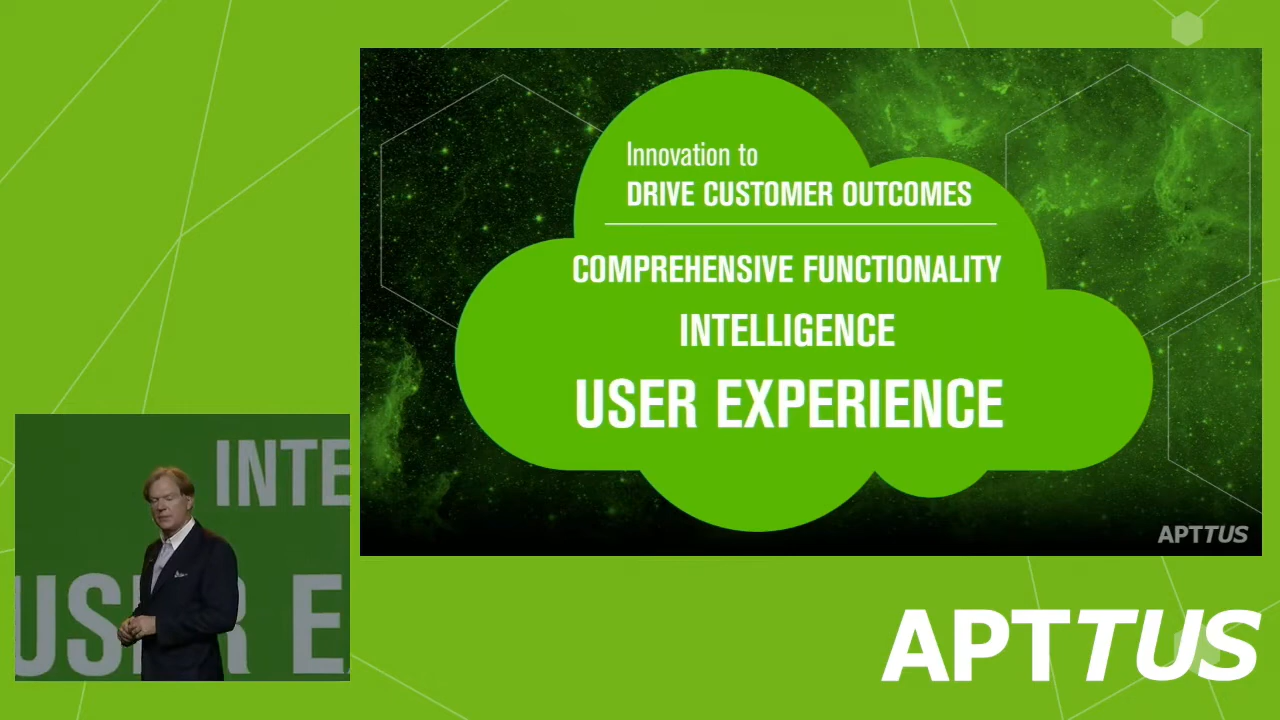 Innovation to
DRIVE CUSTOMER OUTCOMES
COMPREHENSIVE FUNCTIONALITY
INTELLIGENCE
USER EXPERIENCE
APTTUS
INTE
USER E
APTTUS